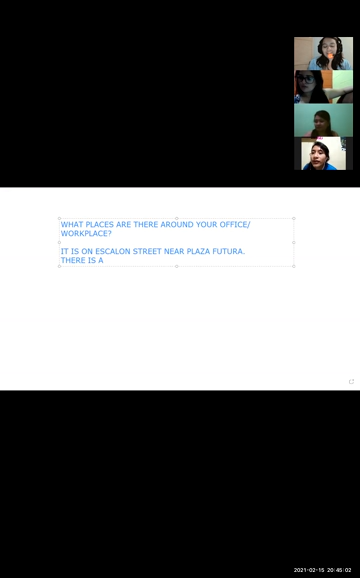 WHAT PLACES ARE THERE AROUND YOUR OFFICE/
WORKPLACE?
IT IS ON ESCALON STREET NEAR PLAZA FUTURA.
THERE IS A
2021-02-15 20:45:02